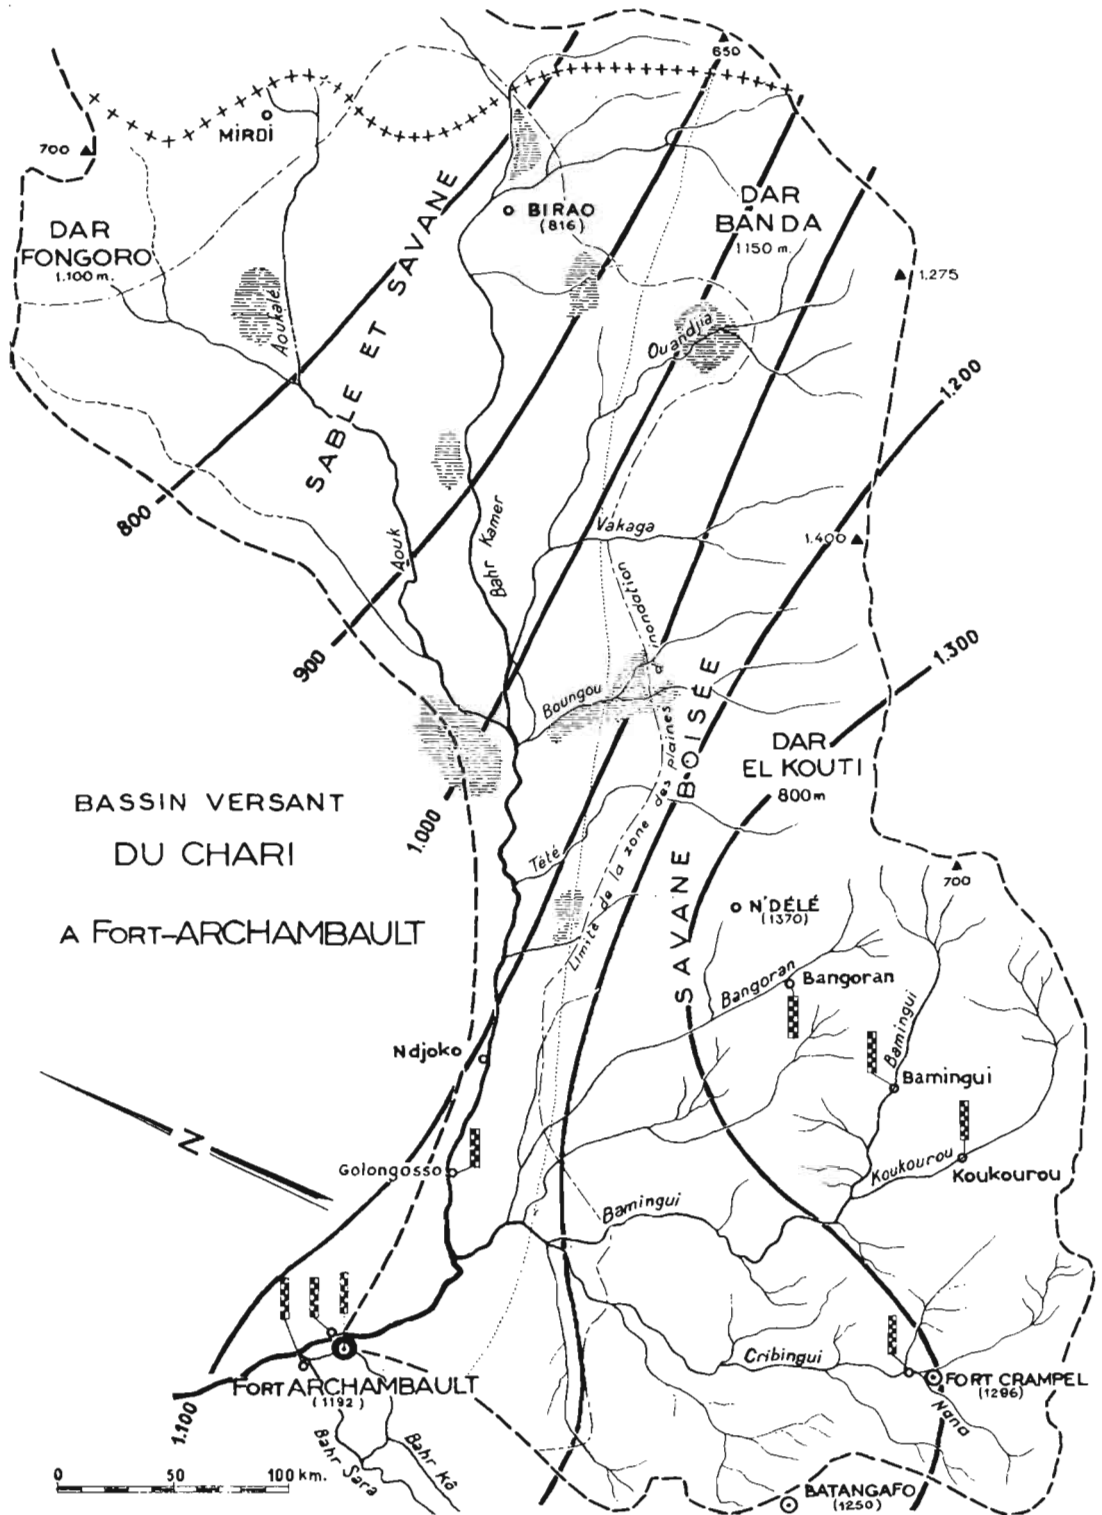 650
MIRDI
700
DAR
FONGORO
1.100 m.
BIRAO
(816)
DAR
BANDA
1150 m.
1.275
Aoukalé
SABLE ET SAVANE
Ouandjia
1.200
800
Aouk
Bahr Kamer
Vakaga
1.400
Limite de la zone des plaines d'inondation
900
1.300
Boungou
DAR
EL KOUTI
800m
BASSIN VERSANT
DU CHARI
A FORT-ARCHAMBAULT
1.000
Tété
SAVANE BOISÉE
700
N'DÉLÉ
(1370)
Bangoran
Bangoran
Bamingui
Ndjoko
Bamingui
N
Golongosso
Koukourou
Koukourou
Bamingui
Cribingui
FORT ARCHAMBAULT
(1192)
FORT CRAMPEL
(1286)
Nana
1.100
Bahr Sara
Bahr Kô
0 50 100 km.
BATANGAFO
(1250)